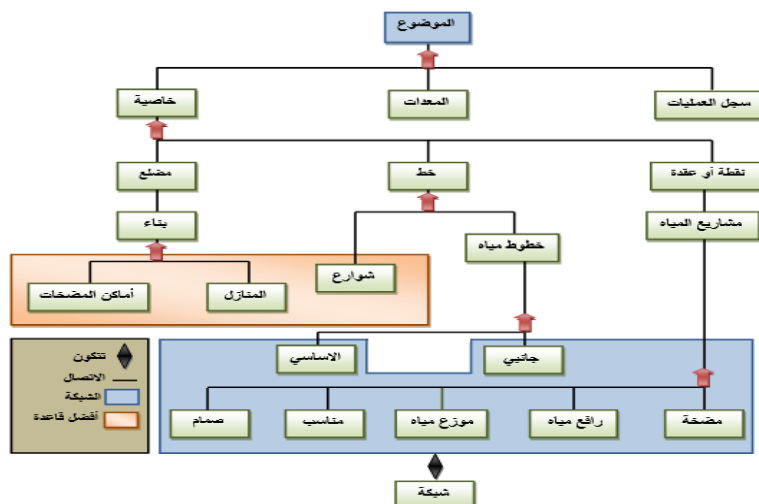 الموضوع
سجل العمليات
المعدات
خاصية
نقطة أو عقدة
خط
مضلع
مشاريع المياه
بناء
خطوط مياه
شوارع
المنازل
أماكن المضخات
جانبي
الاساسي
مضخة
رافع مياه
موزع مياه
مناسب
صمام
شبكة
تتكون
الاتصال
الشبكة
أفضل قاعدة